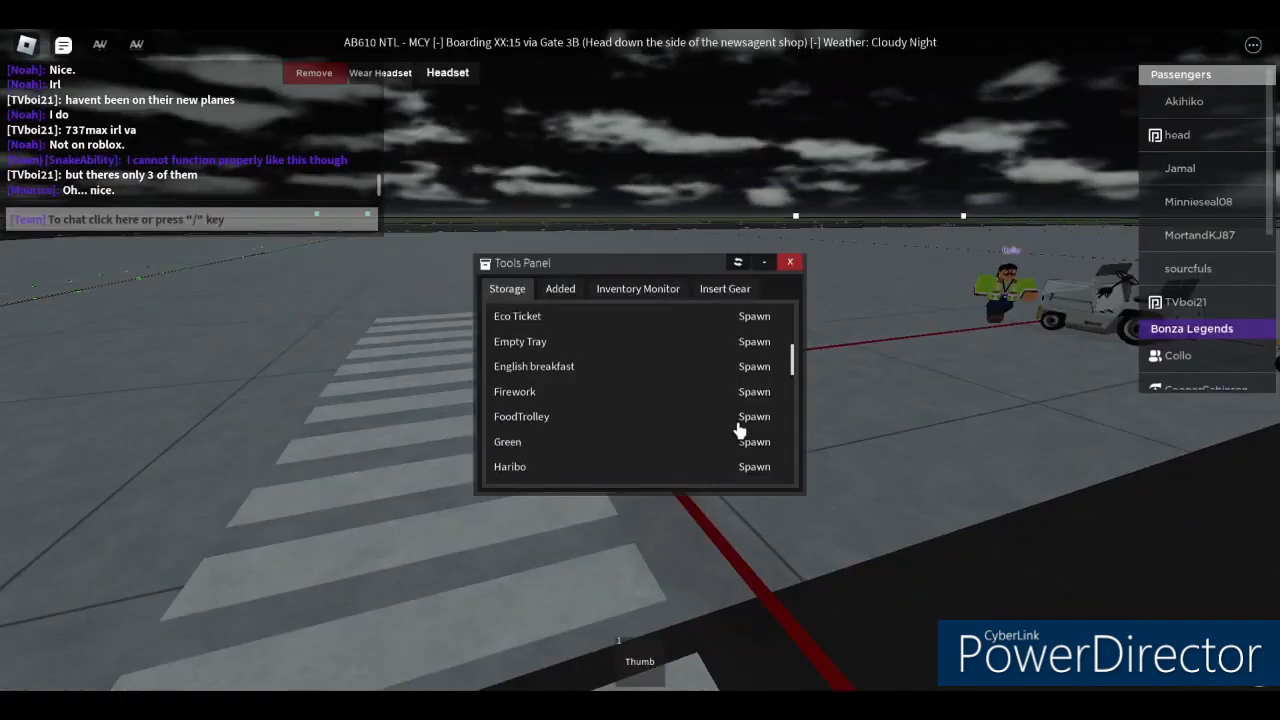 AB610 NTL - MCY [-] Boarding XX:15 via Gate 3B (Head down the side of the newsagent shop) [-] Weather: Cloudy Night
[Noah]: Nice.
[Noah]: Irl
[TVboi21]: havent been on their new planes
[Noah]: I do
[TVboi21]: 737max irl va
[Noah]: Not on roblox.
[SnakeAbility]: I cannot function properly like this though
[TVboi21]: but theres only 3 of them
Oh... nice.
[Team] To chat click here or press "/" key
Remove
Wear Headset
Headset
Passengers
Akihiko
head
Jamal
Minnieseal08
MortandKJ87
sourcfuls
TVboi21
Bonza Legends
Collo
Tools Panel
- X
Storage Added Inventory Monitor Insert Gear
Eco Ticket Spawn
Empty Tray Spawn
English breakfast Spawn
Firework Spawn
FoodTrolley Spawn
Green Spawn
Haribo Spawn
1
Thumb
CyberLink
PowerDirector